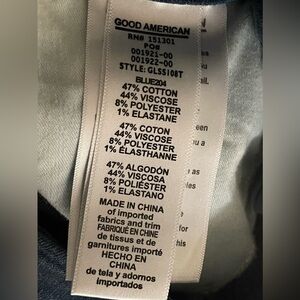 GOOD AMERICAN
RN# 151301
PO#
001921-00
001922-00
STYLE: GLSS108T
BLUE204
47% COTTON
44% VISCOSE
8% POLYESTER
1% ELASTANE
47% COTON
44% VISCOSE
8% POLYESTER
1% ÉLASTHANNE
47% ALGODÓN
44% VISCOSA
8% POLIÉSTER
1% ELASTANO
MADE IN CHINA
of imported
fabrics and trim
FABRIQUÉ EN CHINE
de tissus et de
garnitures importé
HECHO EN
CHINA
de tela y adornos
importados